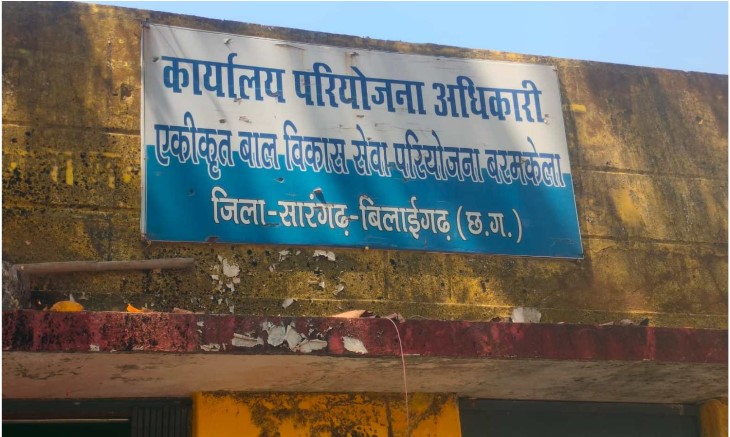 कार्यालय परियोजना अधिकारी
एकीकृत बाल विकास सेवा परियोजना बरमकेला
जिला-सारंगढ़-बिलाईगढ़ (छ.ग.)